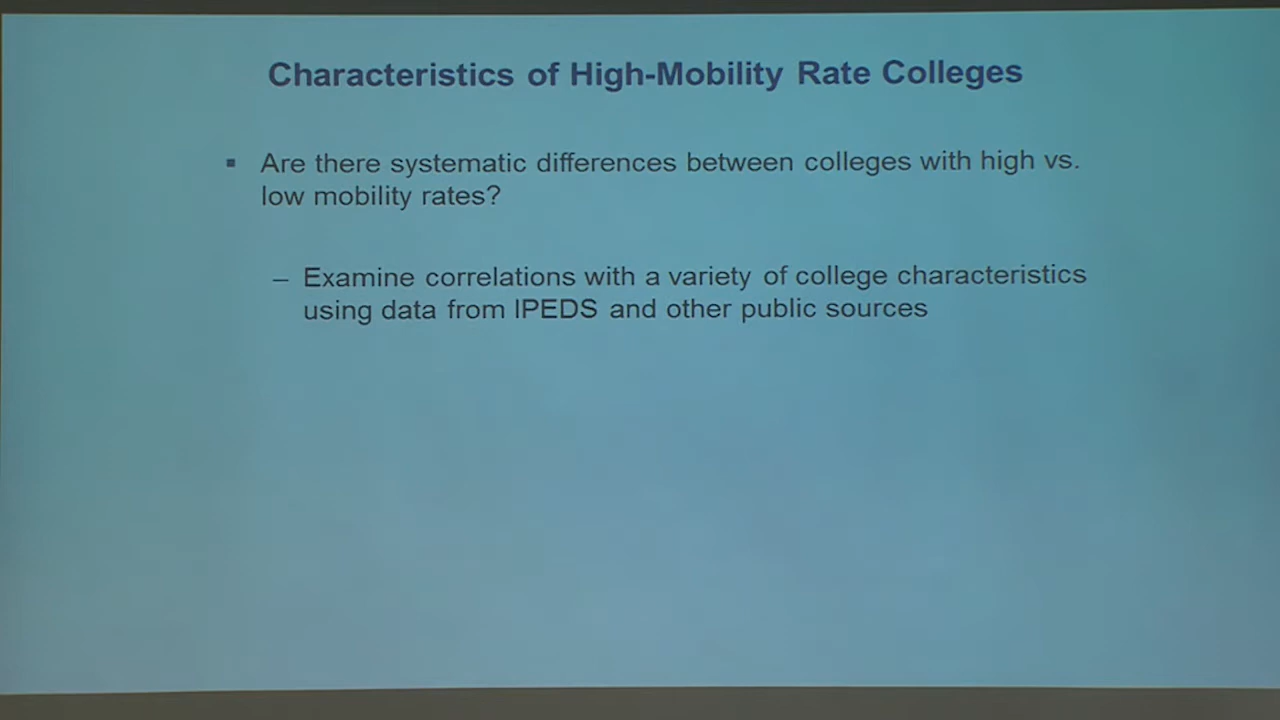 Characteristics of High-Mobility Rate Colleges
▪ Are there systematic differences between colleges with high vs.
low mobility rates?
– Examine correlations with a variety of college characteristics
using data from IPEDS and other public sources